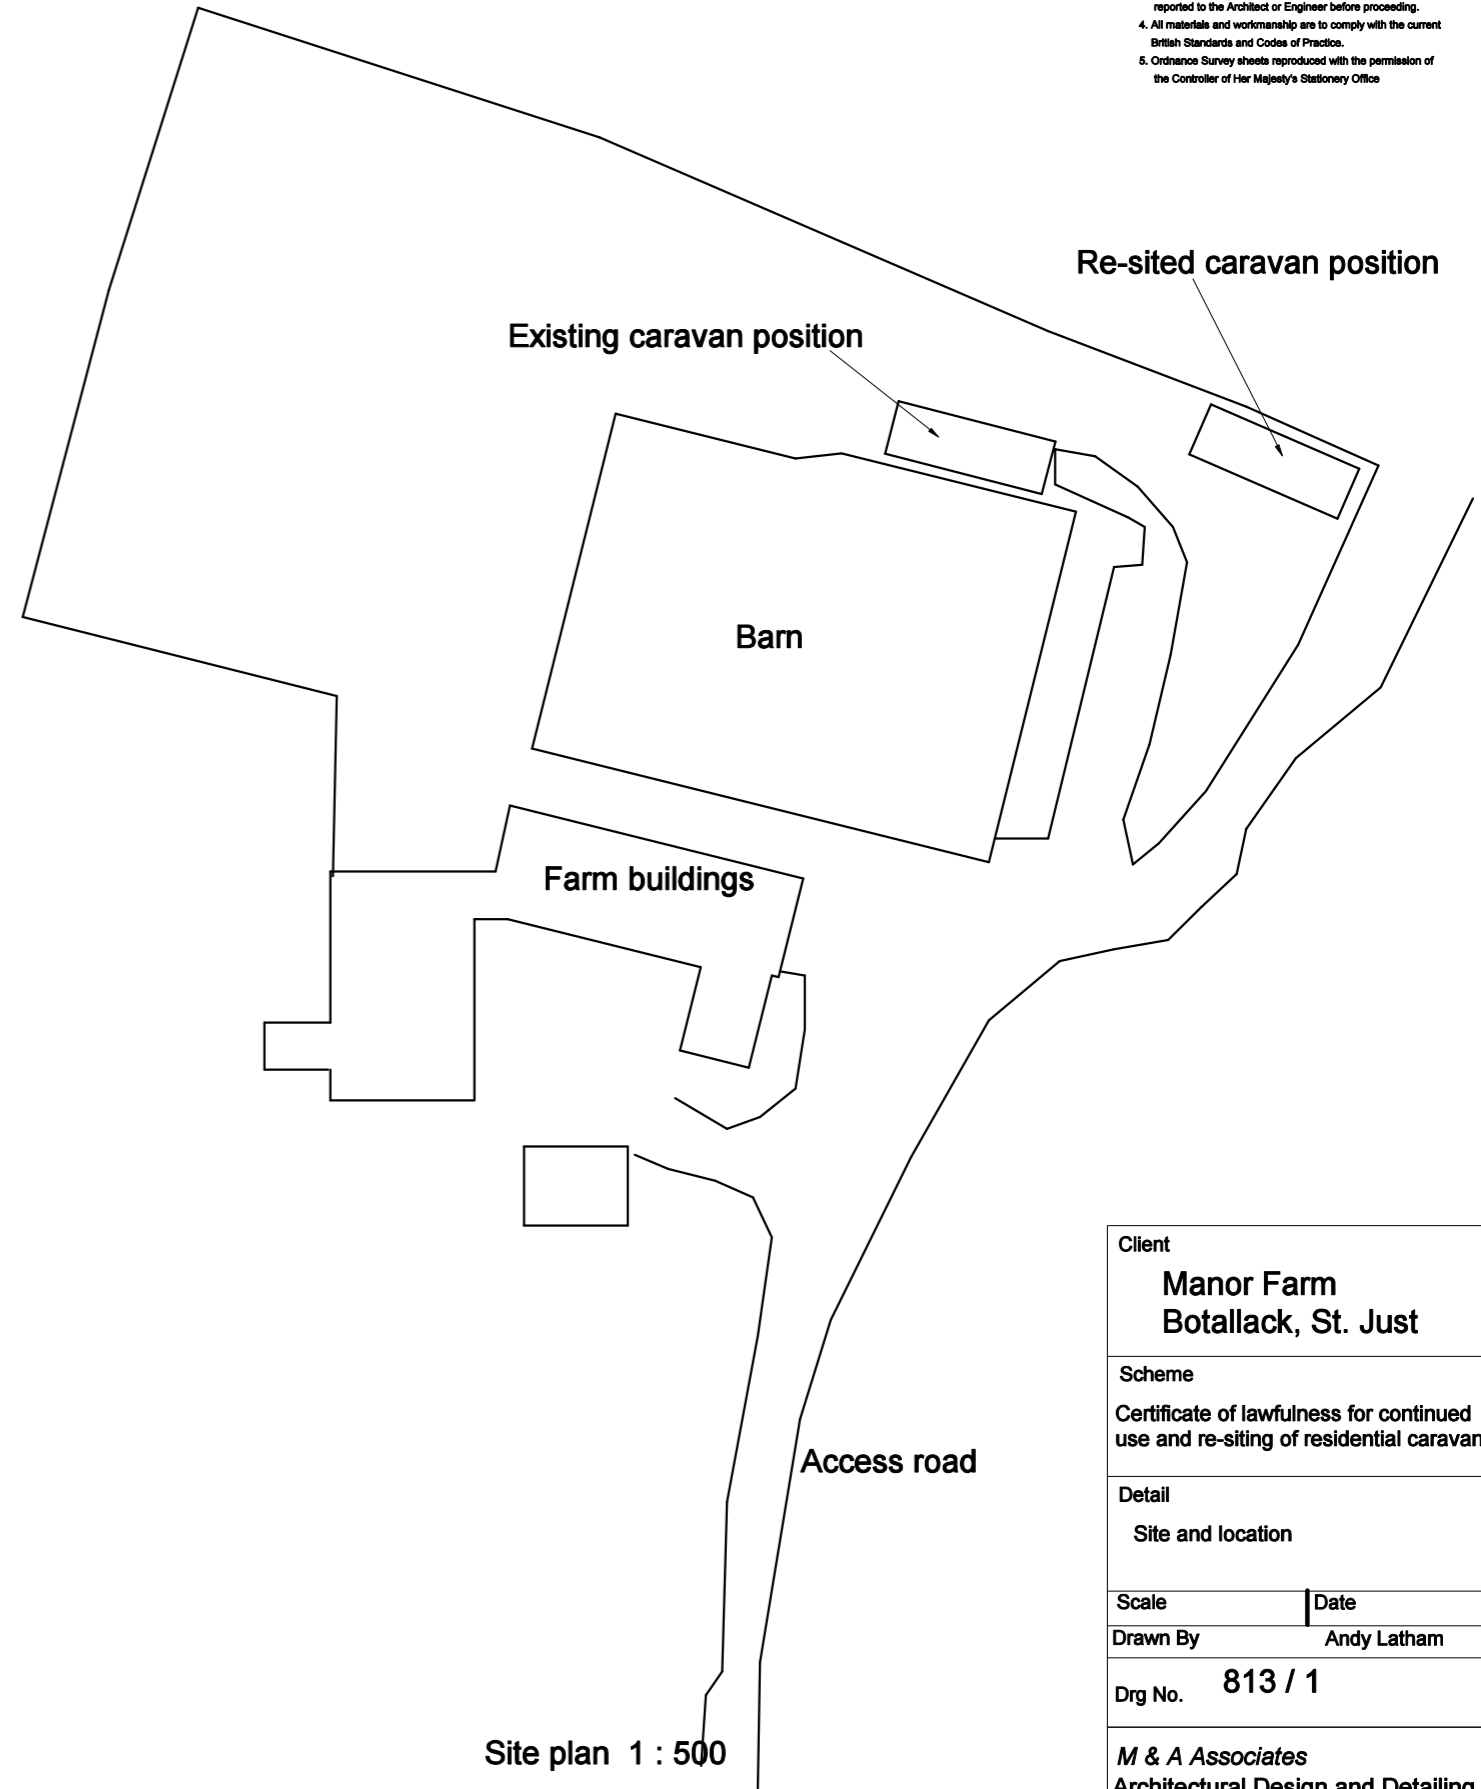 reported to the Architect or Engineer before proceeding.
4. All materials and workmanship are to comply with the current
British Standards and Codes of Practice.
5. Ordnance Survey sheets reproduced with the permission of
the Controller of Her Majesty's Stationery Office
Re-sited caravan position
Existing caravan position
Barn
Farm buildings
Access road
Site plan 1 : 500
Client
Manor Farm
Botallack, St. Just
Scheme
Certificate of lawfulness for continued
use and re-siting of residential caravan
Detail
Site and location
Scale Date
Drawn By Andy Latham
Drg No. 813 / 1
M & A Associates
Architectural Design and Detailing